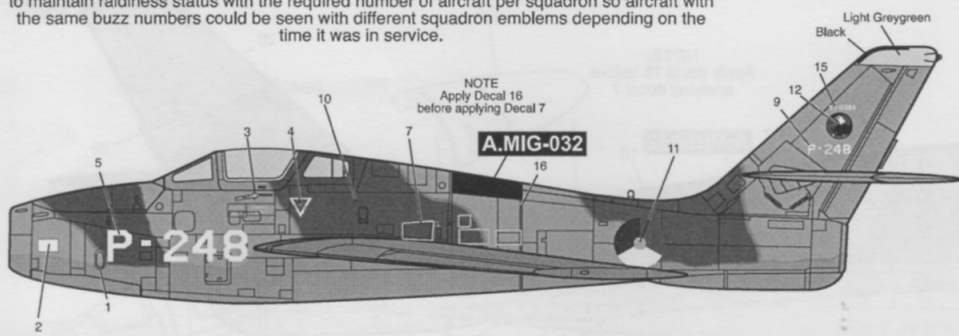 to maintain raidiness status with the required number of aircraft per squadron so aircraft with
the same buzz numbers could be seen with different squadron emblems depending on the
time it was in service.
Light Greygreen
Black
NOTE
Apply Decal 16
before applying Decal 7
A.MIG-032
15
12
9
10
3
4
7
16
11
5
P-248
P-248
1
2